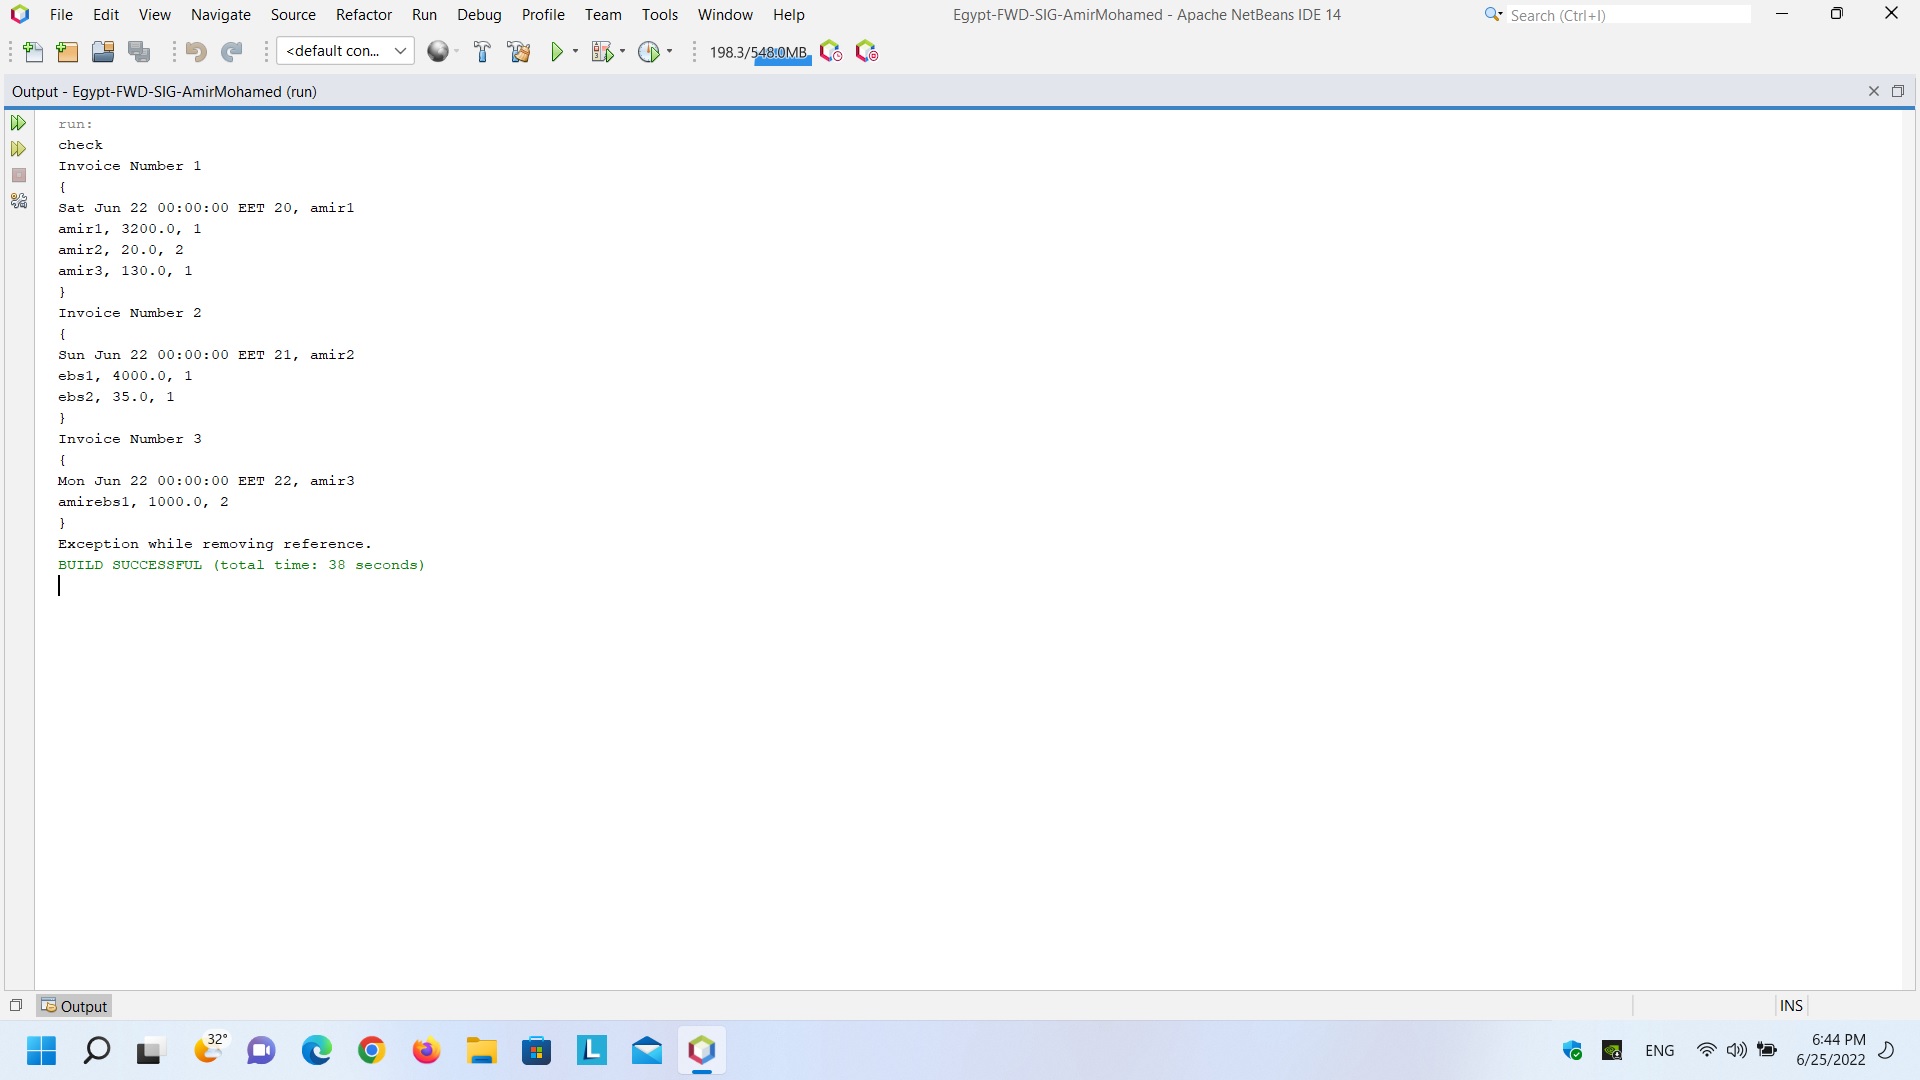 File Edit View Navigate Source Refactor Run Debug Profile Team Tools Window Help
Egypt-FWD-SIG-AmirMohamed - Apache NetBeans IDE 14
Search (Ctrl+I)
<default con...
198.3/548.0MB
Output - Egypt-FWD-SIG-AmirMohamed (run)
run:
check
Invoice Number 1
{
Sat Jun 22 00:00:00 EET 20, amir1
amir1, 3200.0, 1
amir2, 20.0, 2
amir3, 130.0, 1
}
Invoice Number 2
{
Sun Jun 22 00:00:00 EET 21, amir2
ebs1, 4000.0, 1
ebs2, 35.0, 1
}
Invoice Number 3
{
Mon Jun 22 00:00:00 EET 22, amir3
amirebs1, 1000.0, 2
}
Exception while removing reference.
BUILD SUCCESSFUL (total time: 38 seconds)
Output
INS
32°
L
ENG
6:44 PM
6/25/2022